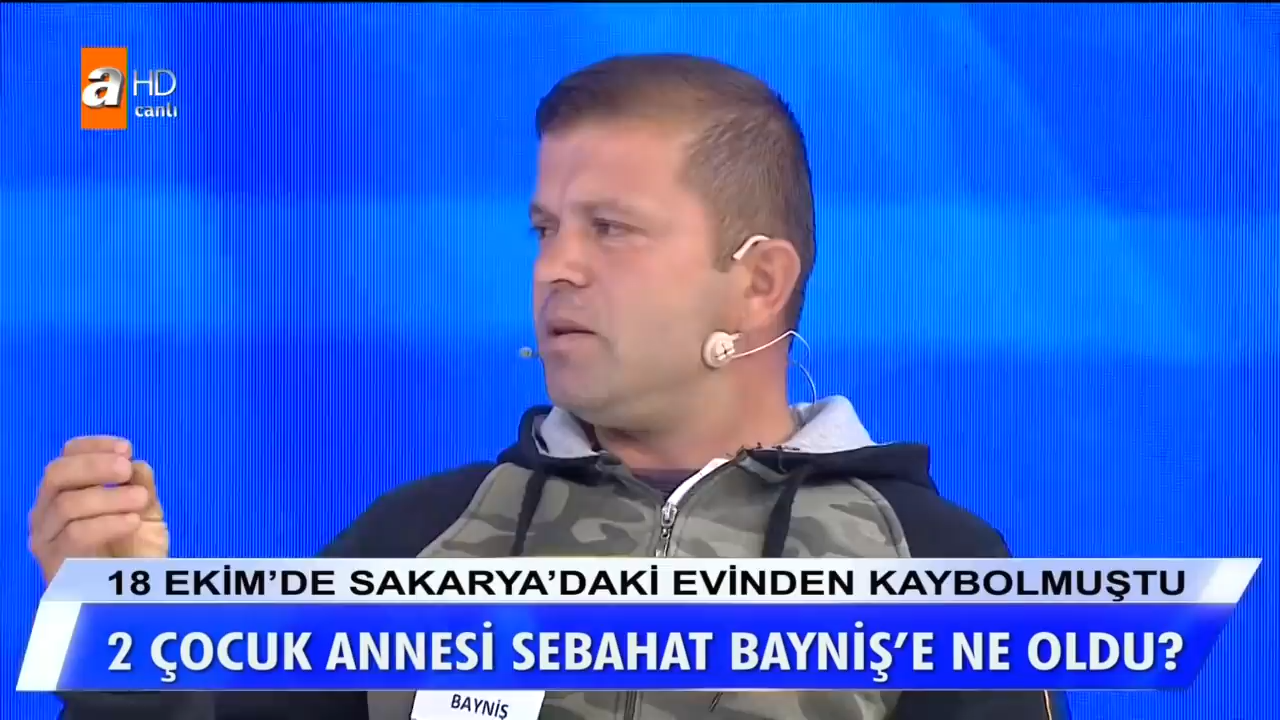 a HD
canlı
18 EKİM'DE SAKARYA'DAKİ EVİNDEN KAYBOLMUŞTU
2 ÇOCUK ANNESİ SEBAHAT BAYNİŞ'E NE OLDU?
BAYNİŞ